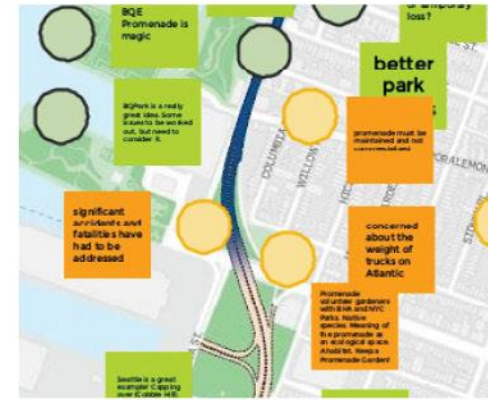 BQE
Promenade is
magic
loss?
better
park
BQPark is a really
great idea. Some
issues to be worked
out, but need to
consider it.
promenade must be
maintained and not
COLUMBIA
WILLOW
significant
accidents and
fatalities have
had to be
addressed
concerned
about the
weight of
trucks on
Atlantic
Promenade
volunteer gardeners
with BHA and NYC
Parks. Native
species. Meaning of
the promenade as
an ecological space.
A habitat. Keep a
Promenade Garden!
Seattle is a great
example! Capping
over (Cobble Hill)